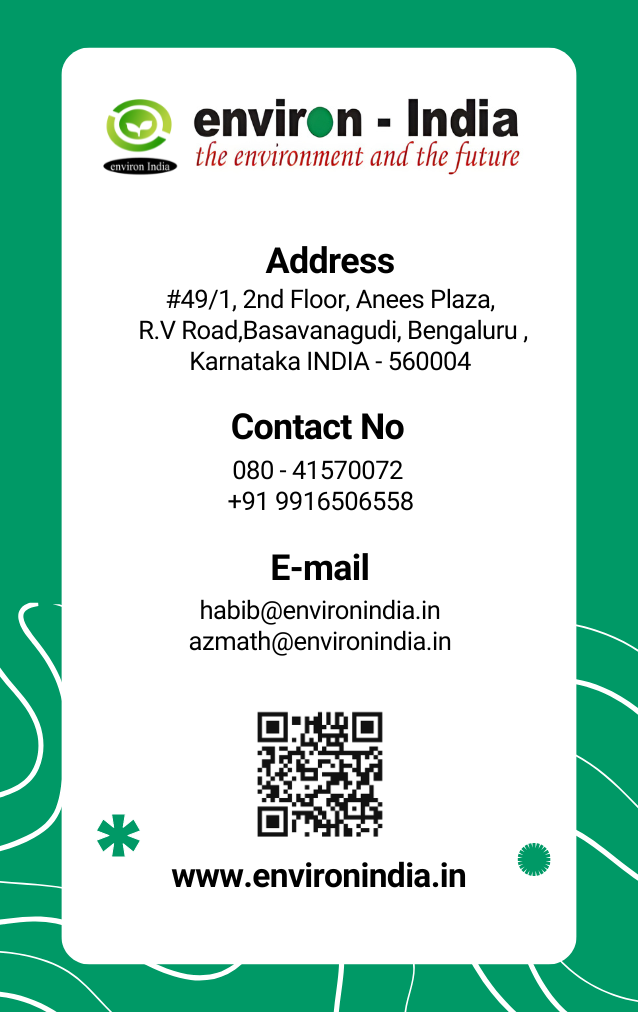 environ - India
the environment and the future
environ India
Address
#49/1, 2nd Floor, Anees Plaza,
R.V Road,Basavanagudi, Bengaluru ,
Karnataka INDIA - 560004
Contact No
080 - 41570072
+91 9916506558
E-mail
habib@environindia.in
azmath@environindia.in
www.environindia.in